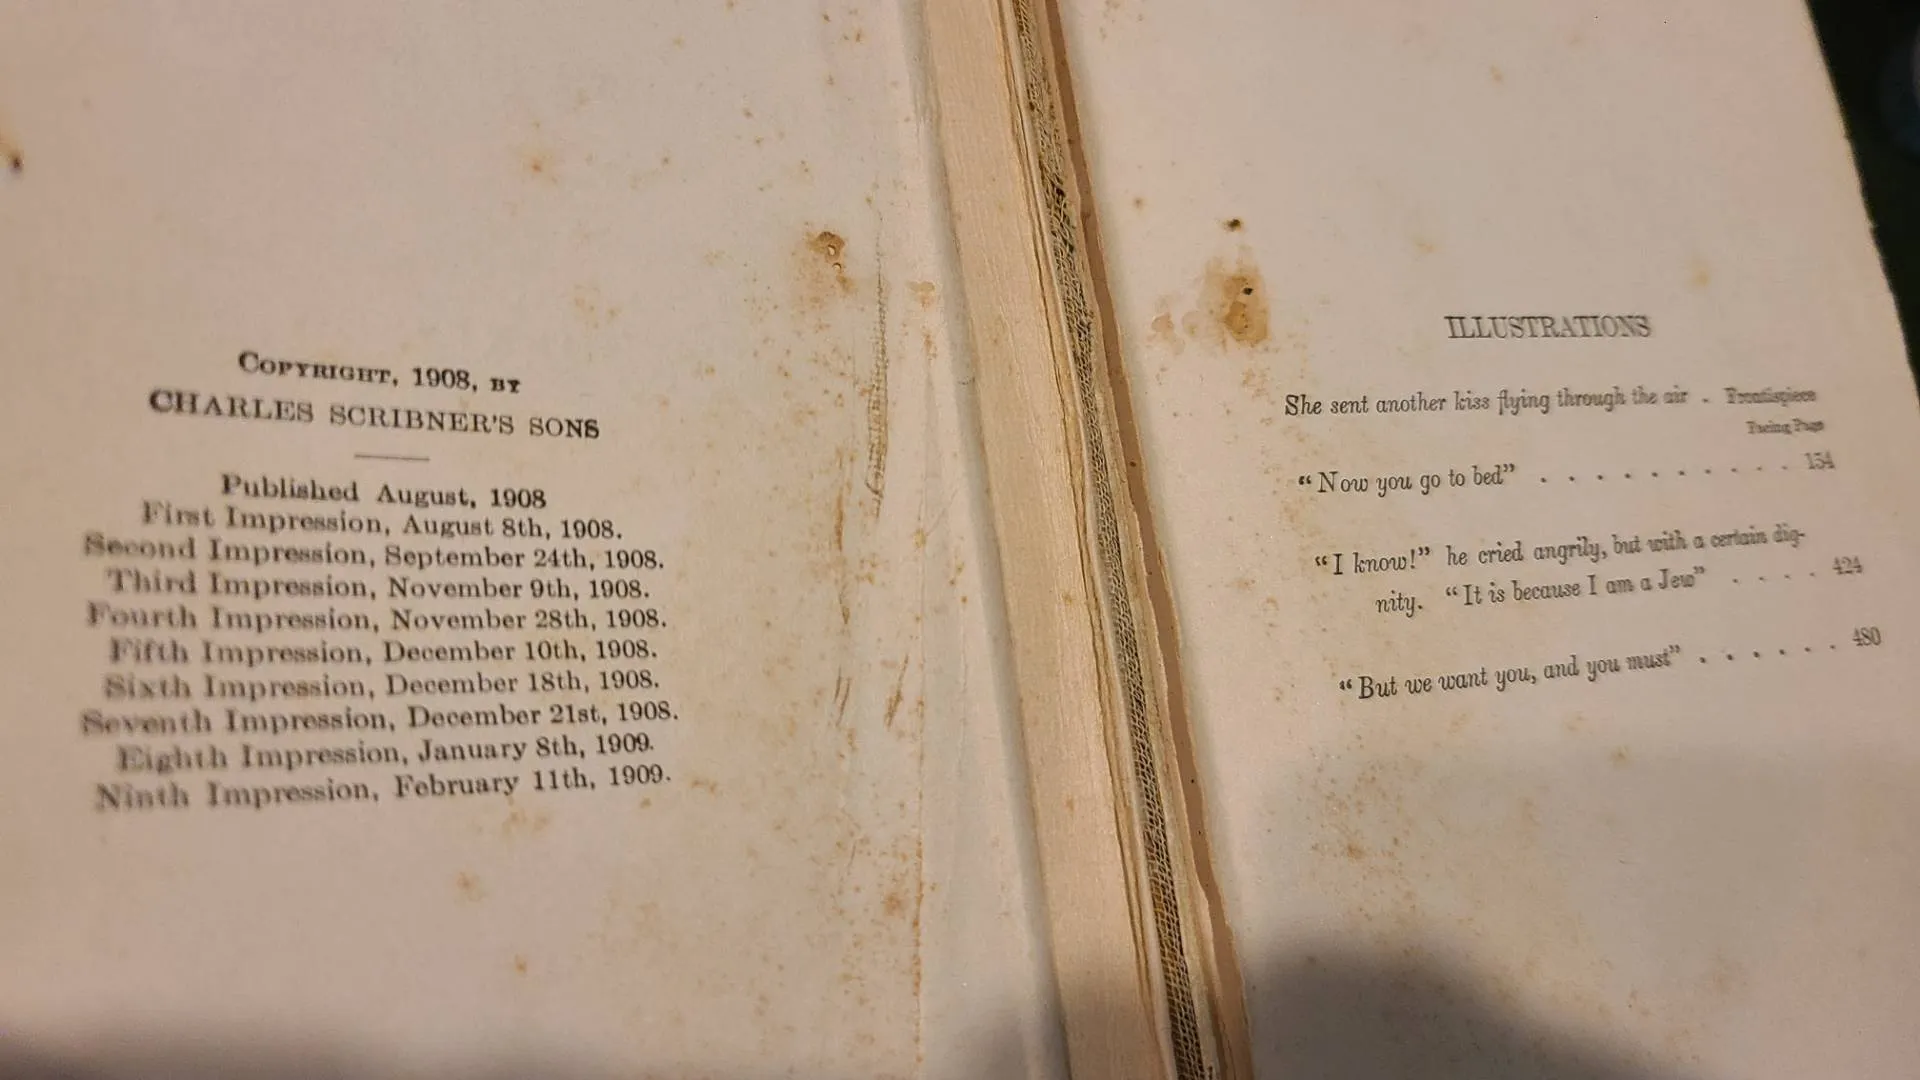 COPYRIGHT, 1908, BY
CHARLES SCRIBNER'S SONS
Published August, 1908
First Impression, August 8th, 1908.
Second Impression, September 24th, 1908.
Third Impression, November 9th, 1908.
Fourth Impression, November 28th, 1908.
Fifth Impression, December 10th, 1908.
Sixth Impression, December 18th, 1908.
Seventh Impression, December 21st, 1908.
Eighth Impression, January 8th, 1909.
Ninth Impression, February 11th, 1909.
ILLUSTRATIONS
She sent another kiss flying through the air . Frontispiece
Facing Page
“Now you go to bed” . . . . . . . . . . 154
“I know!” he cried angrily, but with a certain dig-
nity. “It is because I am a Jew” . . . . 424
“But we want you, and you must” . . . . . . 480